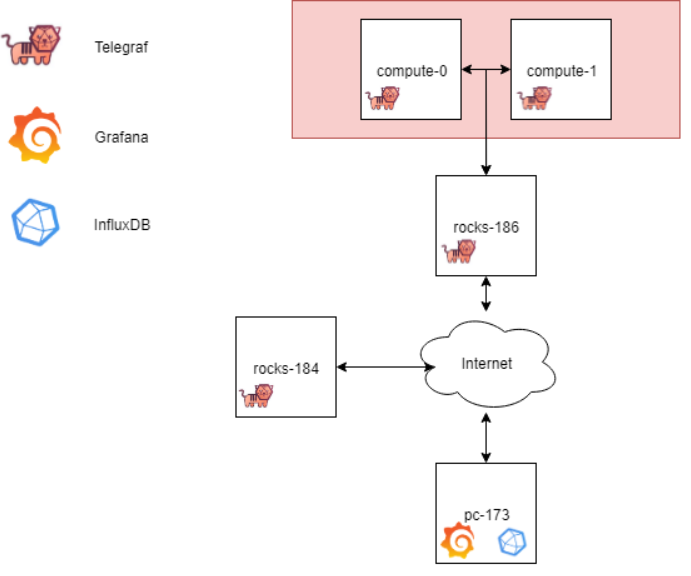 Telegraf
Grafana
InfluxDB
compute-0
compute-1
rocks-186
rocks-184
Internet
pc-173